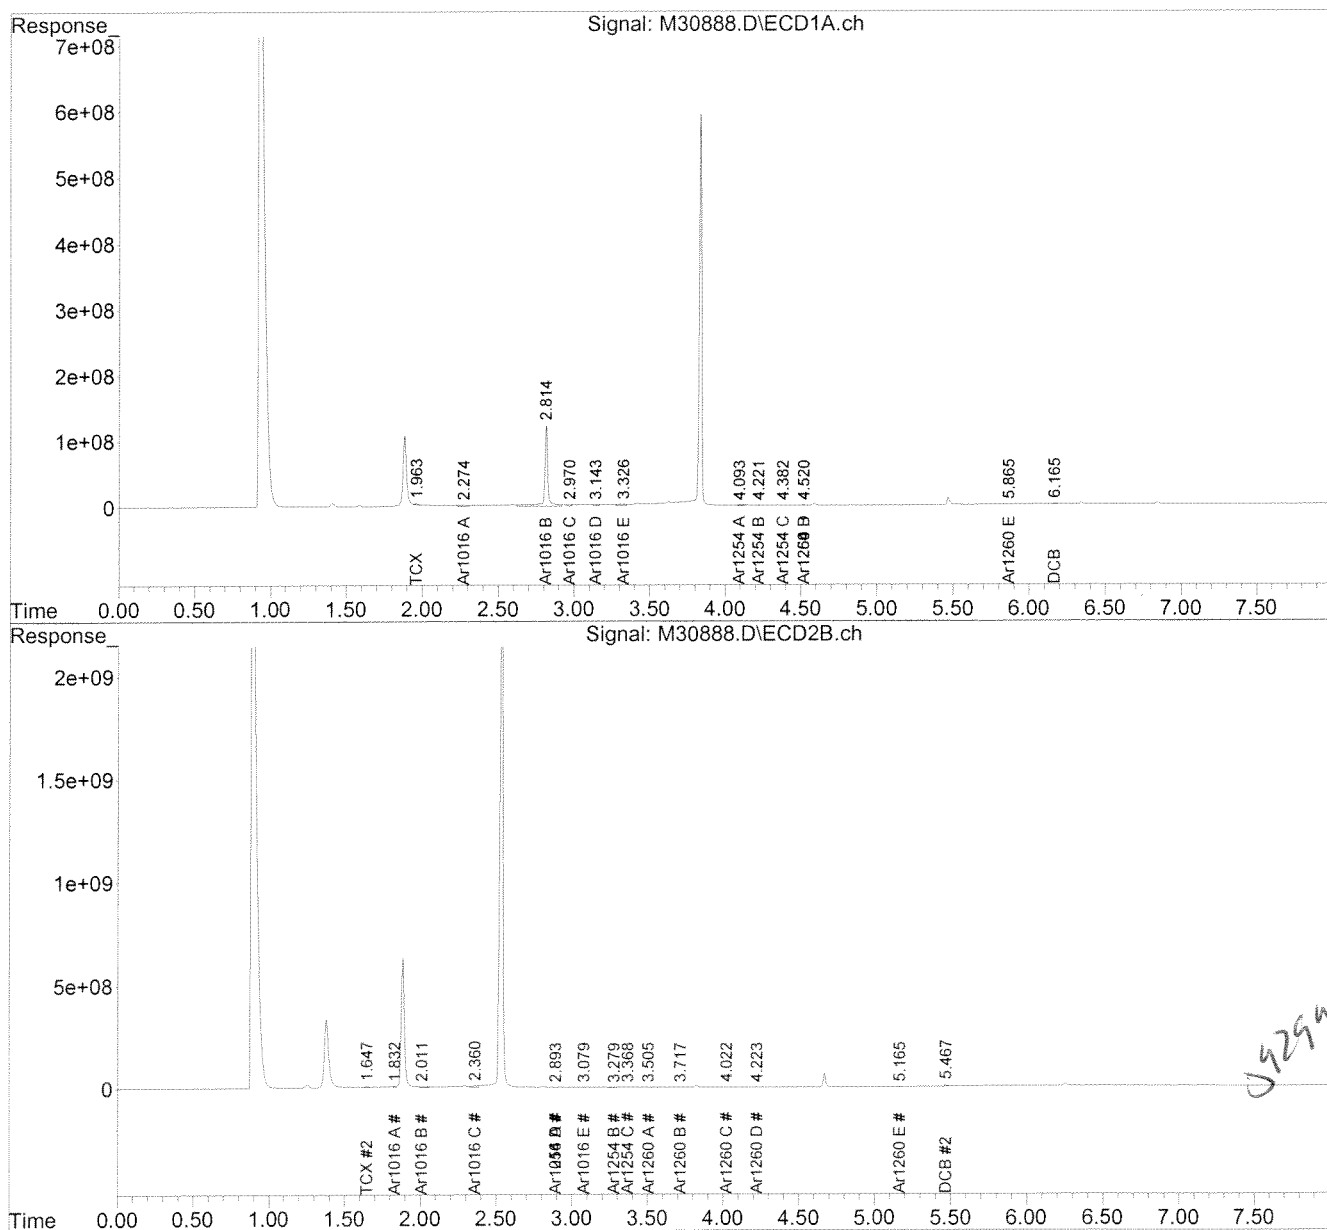 Response_
Signal: M30888.D\ECD1A.ch
7e+08
6e+08
5e+08
4e+08
3e+08
2e+08
1e+08
0
1.963
2.274
2.814
2.970
3.143
3.326
4.093
4.221
4.382
4.520
5.865
6.165
TCX
Ar1016 A
Ar1016 B
Ar1016 C
Ar1016 D
Ar1016 E
Ar1254 A
Ar1254 B
Ar1254 C
Ar1260 E
DCB
Time
0.00 0.50 1.00 1.50 2.00 2.50 3.00 3.50 4.00 4.50 5.00 5.50 6.00 6.50 7.00 7.50
Response_
Signal: M30888.D\ECD2B.ch
2e+09
1.5e+09
1e+09
5e+08
0
1.647
1.832
2.011
2.360
2.893
3.079
3.279
3.368
3.505
3.717
4.022
4.223
5.165
5.467
TCX #2
Ar1016 A #
Ar1016 B #
Ar1016 C #
Ar1016 E #
Ar1254 B #
Ar1254 C #
Ar1260 A #
Ar1260 B #
Ar1260 C #
Ar1260 D #
Ar1260 E #
DCB #2
Time
0.00 0.50 1.00 1.50 2.00 2.50 3.00 3.50 4.00 4.50 5.00 5.50 6.00 6.50 7.00 7.50